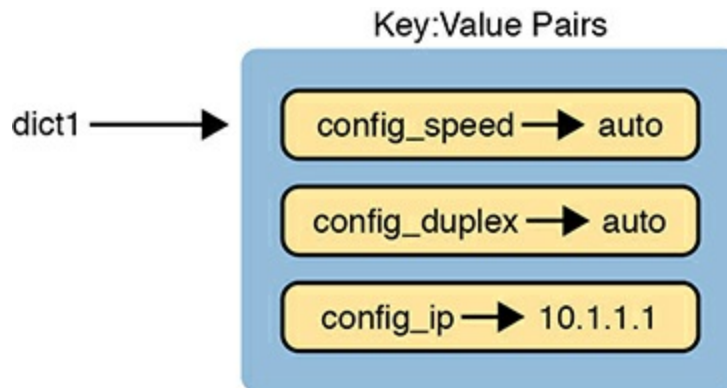 Key:Value Pairs
dict1
config_speed auto
config_duplex auto
config_ip 10.1.1.1